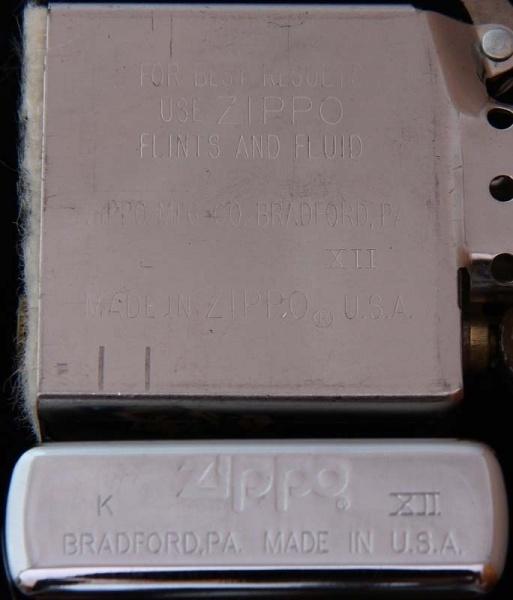 FOR BEST RESULTS
USE ZIPPO
FLINTS AND FLUID
ZIPPO MFG. CO. BRADFORD, PA
XII
MADE IN ZIPPO® U.S.A.
Zippo®
K XII
BRADFORD,PA. MADE IN U.S.A.